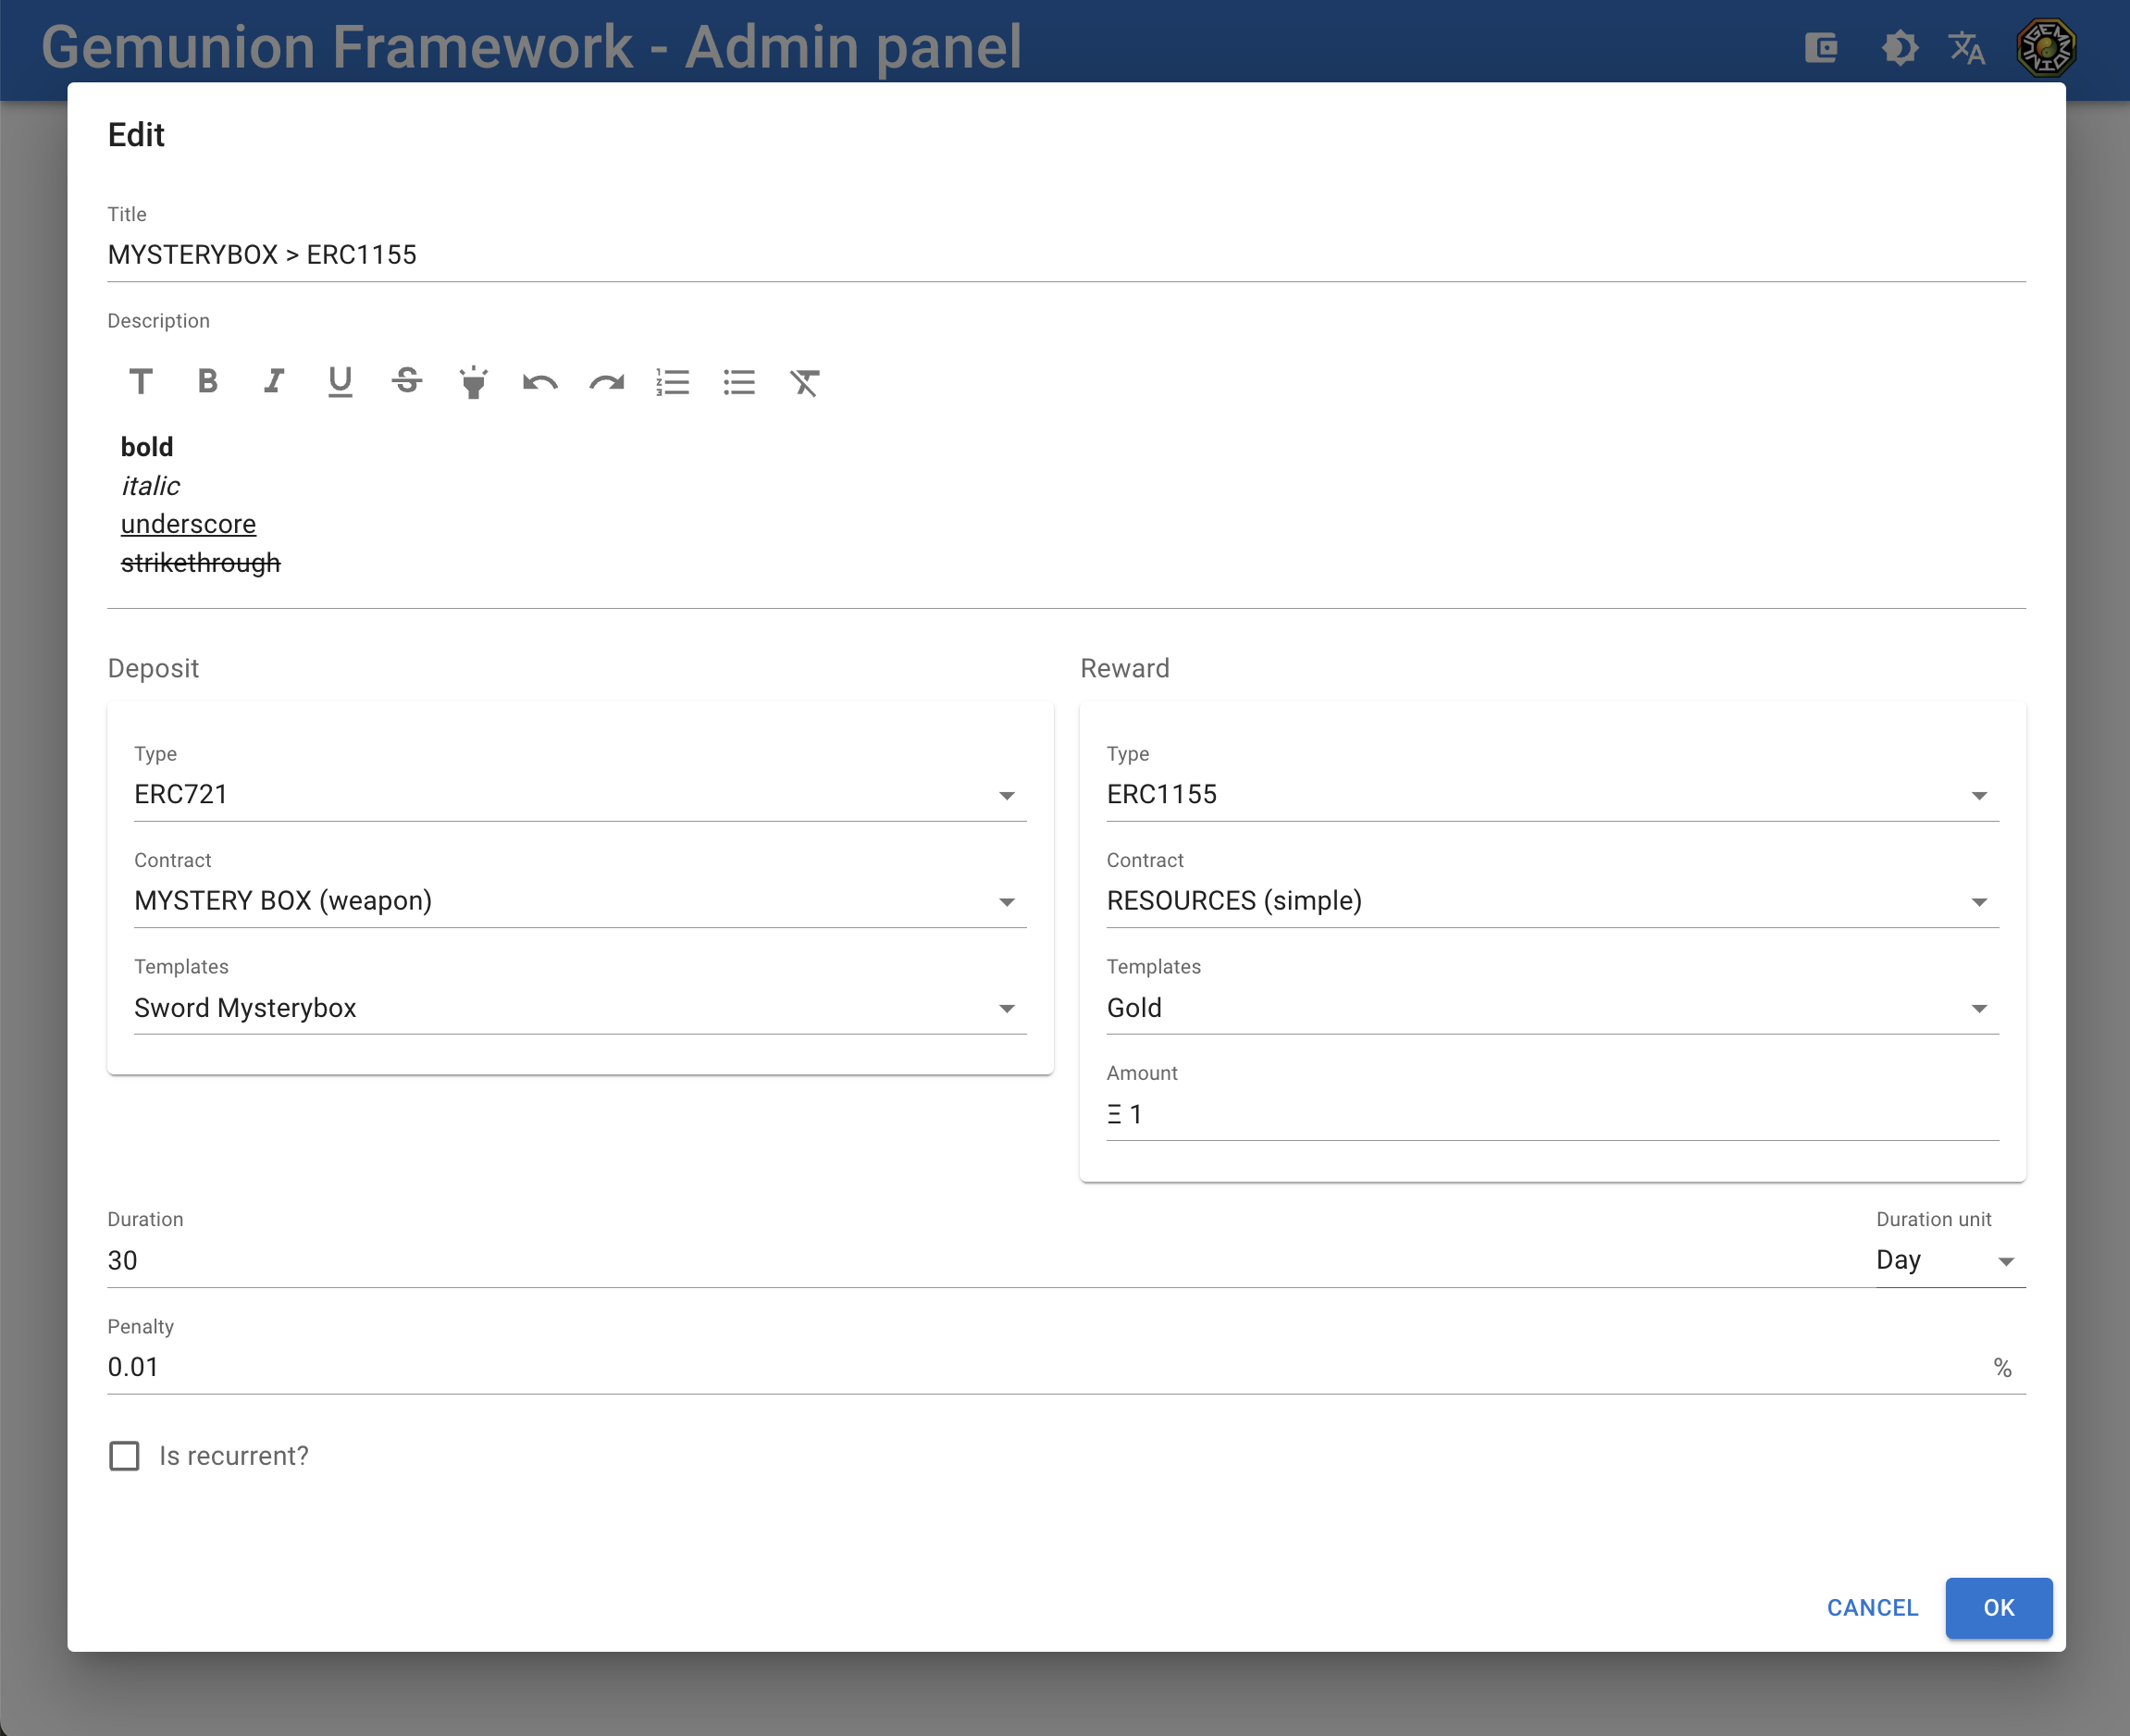 Gemunion Framework - Admin panel
Edit
Title
MYSTERYBOX > ERC1155
Description
bold
italic
underscore
strikethrough
Deposit
Type
ERC721
Contract
MYSTERY BOX (weapon)
Templates
Sword Mysterybox
Reward
Type
ERC1155
Contract
RESOURCES (simple)
Templates
Gold
Amount
Ξ 1
Duration
30
Duration unit
Day
Penalty
0.01
%
Is recurrent?
CANCEL
OK